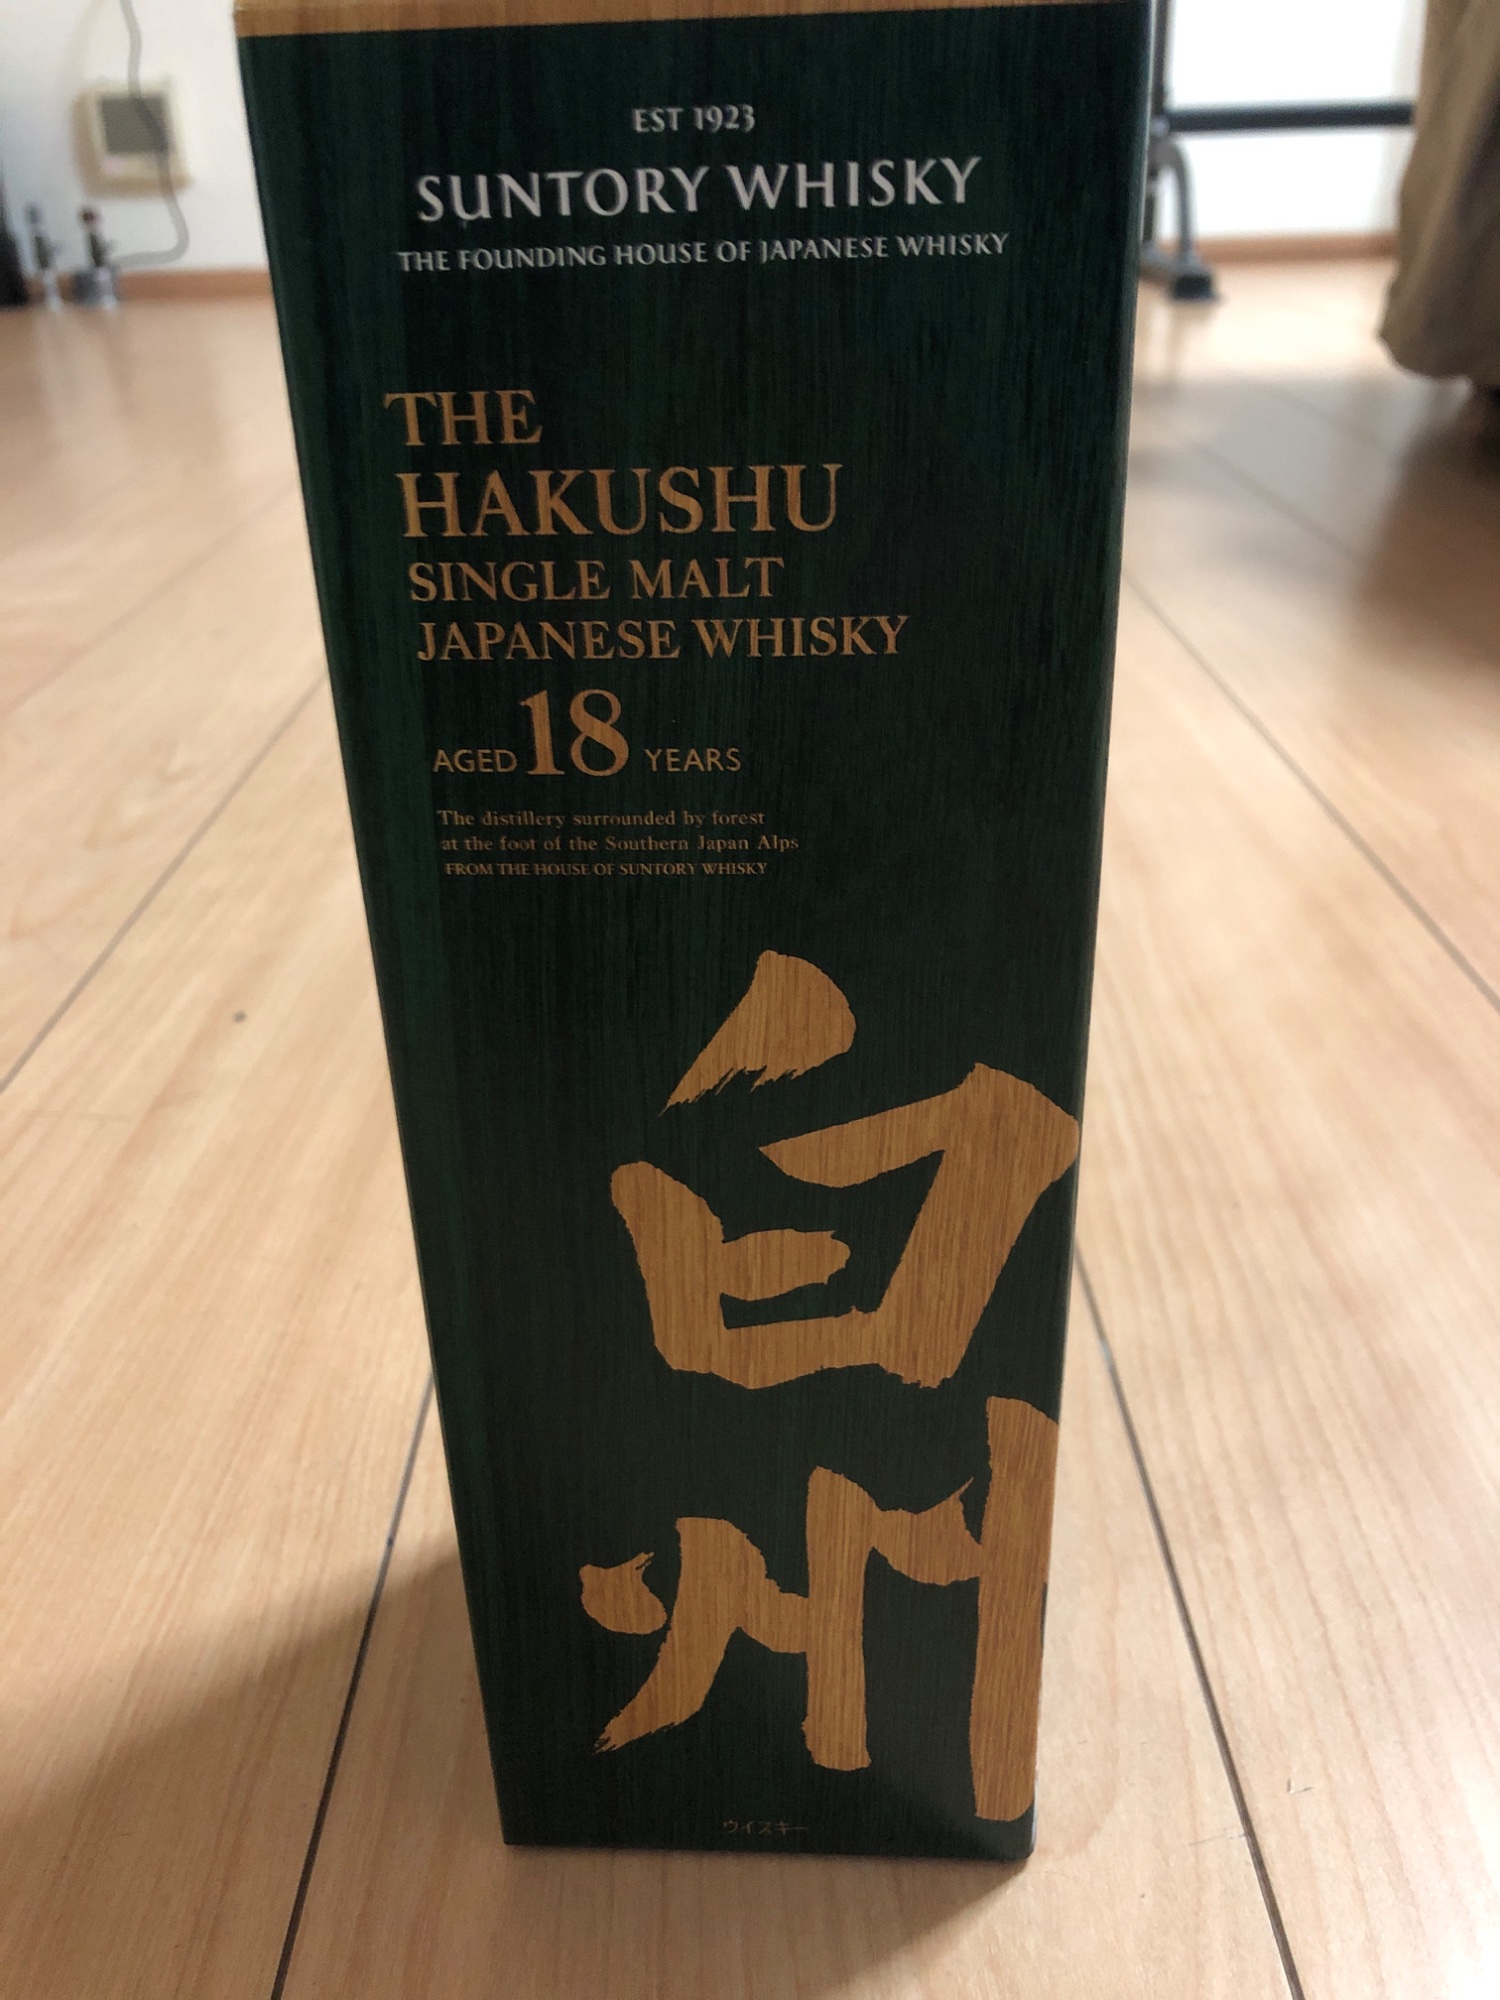 EST 1923
SUNTORY WHISKY
THE FOUNDING HOUSE OF JAPANESE WHISKY
THE
HAKUSHU
SINGLE MALT
JAPANESE WHISKY
AGED 18 YEARS
The distillery surrounded by forest
at the foot of the Southern Japan Alps
FROM THE HOUSE OF SUNTORY WHISKY
白
州
ウイスキー